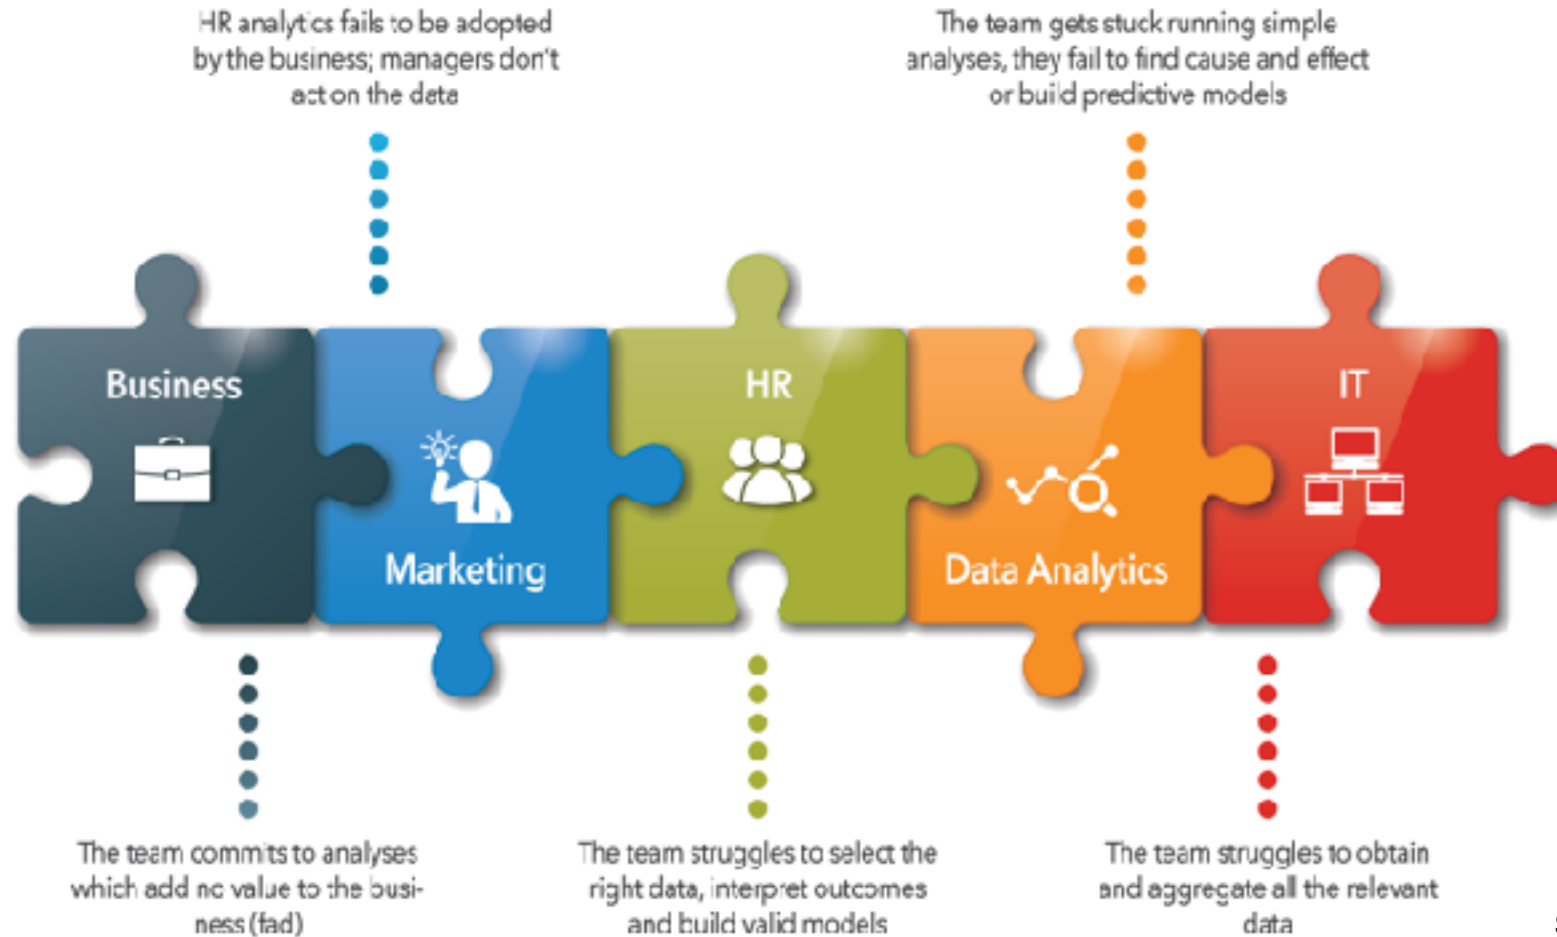 HR analytics fails to be adopted
by the business; managers don't
act on the data
The team gets stuck running simple
analyses, they fail to find cause and effect
or build predictive models
Business
Marketing
HR
Data Analytics
IT
The team commits to analyses
which add no value to the busi-
ness (fad)
The team struggles to select the
right data, interpret outcomes
and build valid models
The team struggles to obtain
and aggregate all the relevant
data